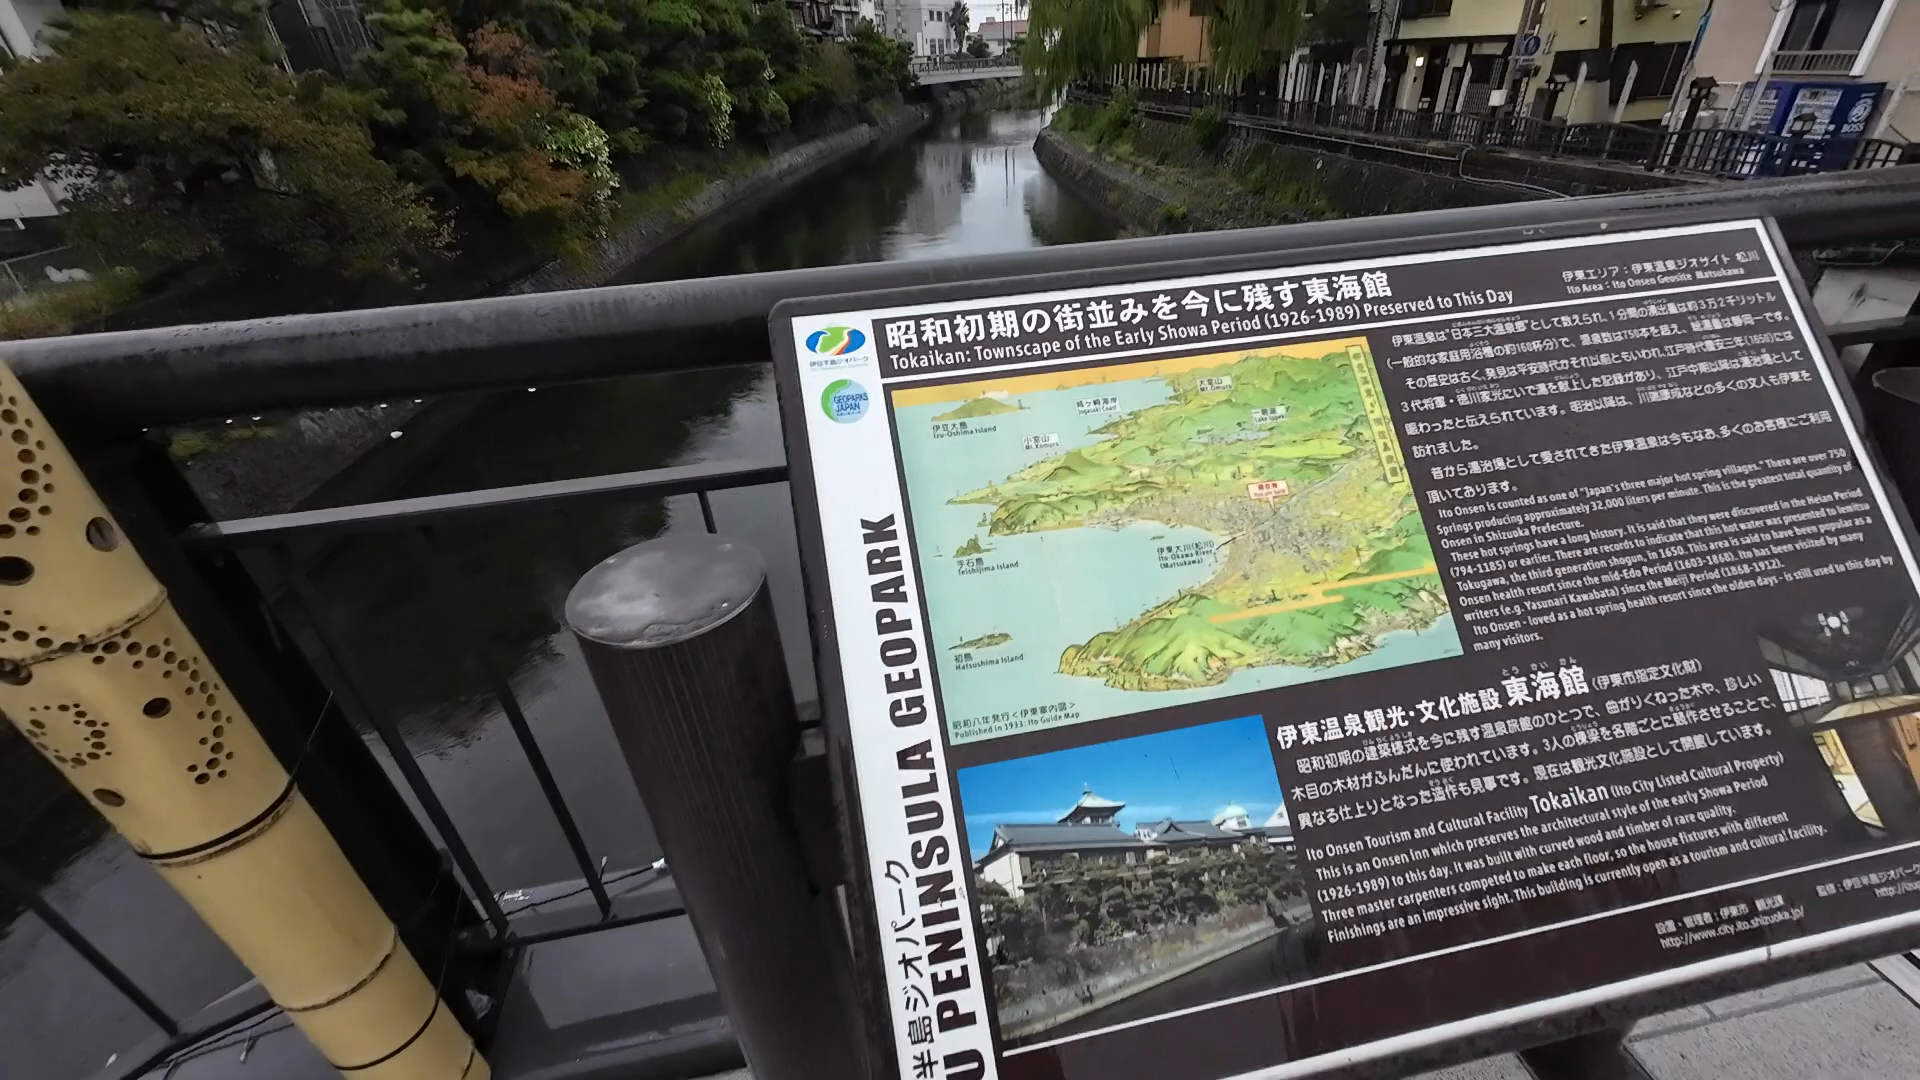 昭和初期の街並みを今に残す東海館
Tokaikan: Townscape of the Early Showa Period (1926-1989) Preserved to This Day
伊東エリア：伊東温泉ジオサイト 松川
Ito Area : Ito Onsen Geosite Matsukawa
伊豆半島ジオパーク
GEOPARKS
JAPAN
半島ジオパーク
U PENINSULA GEOPARK
大室山
Mt.Omuro
城ヶ崎海岸
Jogasaki Coast
一碧湖
Lake Ippeki
伊豆大島
Izu-Oshima Island
小室山
Mt.Komuro
現在地
伊東大川(松川)
Ito-Okawa River
(Matsukawa)
手石島
Teishijima Island
初島
Hatsushima Island
昭和八年発行＜伊東案内図＞
Published in 1933: Ito Guide Map
伊東温泉は"日本三大温泉郷"として数えられ、1分間の湧出量は約3万2千リットル
(一般的な家庭用浴槽の約160杯分)で、源泉数は750本を超え、総湯量は静岡一です。
その歴史は古く、発見は平安時代かそれ以前ともいわれ、江戸時代慶安三年(1650)には
3代将軍・徳川家光にいで湯を献上した記録があり、江戸中期以降は湯治場として
賑わったと伝えられています。明治以降は、川端康成などの多くの文人も伊東を
訪れました。
昔から湯治場として愛されてきた伊東温泉は今もなお、多くのお客様にご利用
頂いております。
Ito Onsen is counted as one of "Japan's three major hot spring villages." There are over 750
Springs producing approximately 32,000 liters per minute. This is the greatest total quantity of
Onsen in Shizuoka Prefecture.
These hot springs have a long history. It is said that they were discovered in the Heian Period
(794-1185) or earlier. There are records to indicate that this hot water was presented to Iemitsu
Tokugawa, the third generation shogun, in 1650. This area is said to have been popular as a
Onsen health resort since the mid-Edo Period (1603-1868). Ito has been visited by many
writers (e.g. Yasunari Kawabata) since the Meiji Period (1868-1912).
Ito Onsen - loved as a hot spring health resort since the olden days - is still used to this day by
many visitors.
伊東温泉観光・文化施設 東海館 (伊東市指定文化財)
とう かい かん
昭和初期の建築様式を今に残す温泉旅館のひとつで、曲がりくねった木や、珍しい
木目の木材がふんだんに使われています。3人の棟梁を各階ごとに競作させることで、
異なる仕上りとなった造作も見事です。現在は観光文化施設として開館しています。
Ito Onsen Tourism and Cultural Facility Tokaikan (Ito City Listed Cultural Property)
This is an Onsen Inn which preserves the architectural style of the early Showa Period
(1926-1989) to this day. It was built with curved wood and timber of rare quality.
Three master carpenters competed to make each floor, so the house fixtures with different
Finishings are an impressive sight. This building is currently open as a tourism and cultural facility.
設置・管理者：伊東市 観光課
http://www.city.ito.shizuoka.jp/
監修：伊豆半島ジオパーク
BOSS